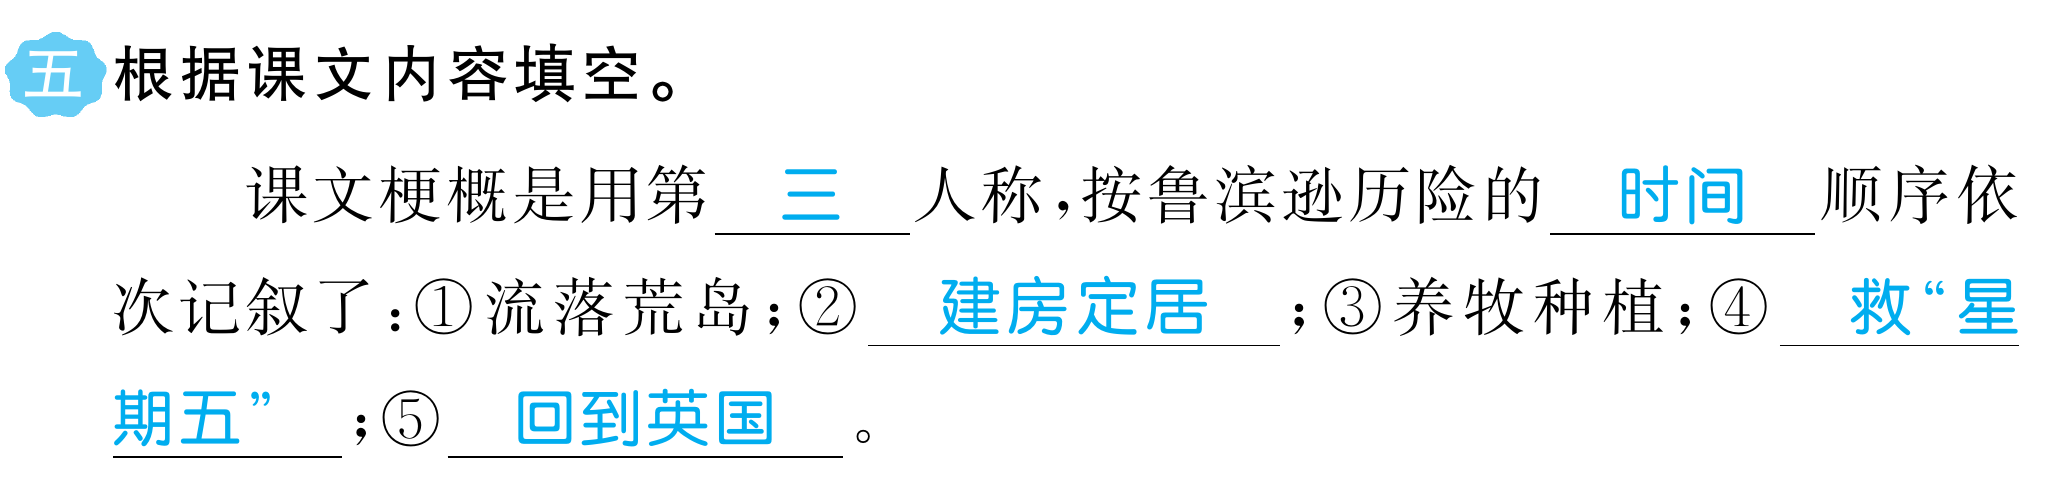 五 根据课文内容填空。
课文梗概是用第 三 人称,按鲁滨逊历险的 时间 顺序依
次记叙了:①流落荒岛;② 建房定居 ;③养牧种植;④ 救“星
期五” ;⑤ 回到英国 。